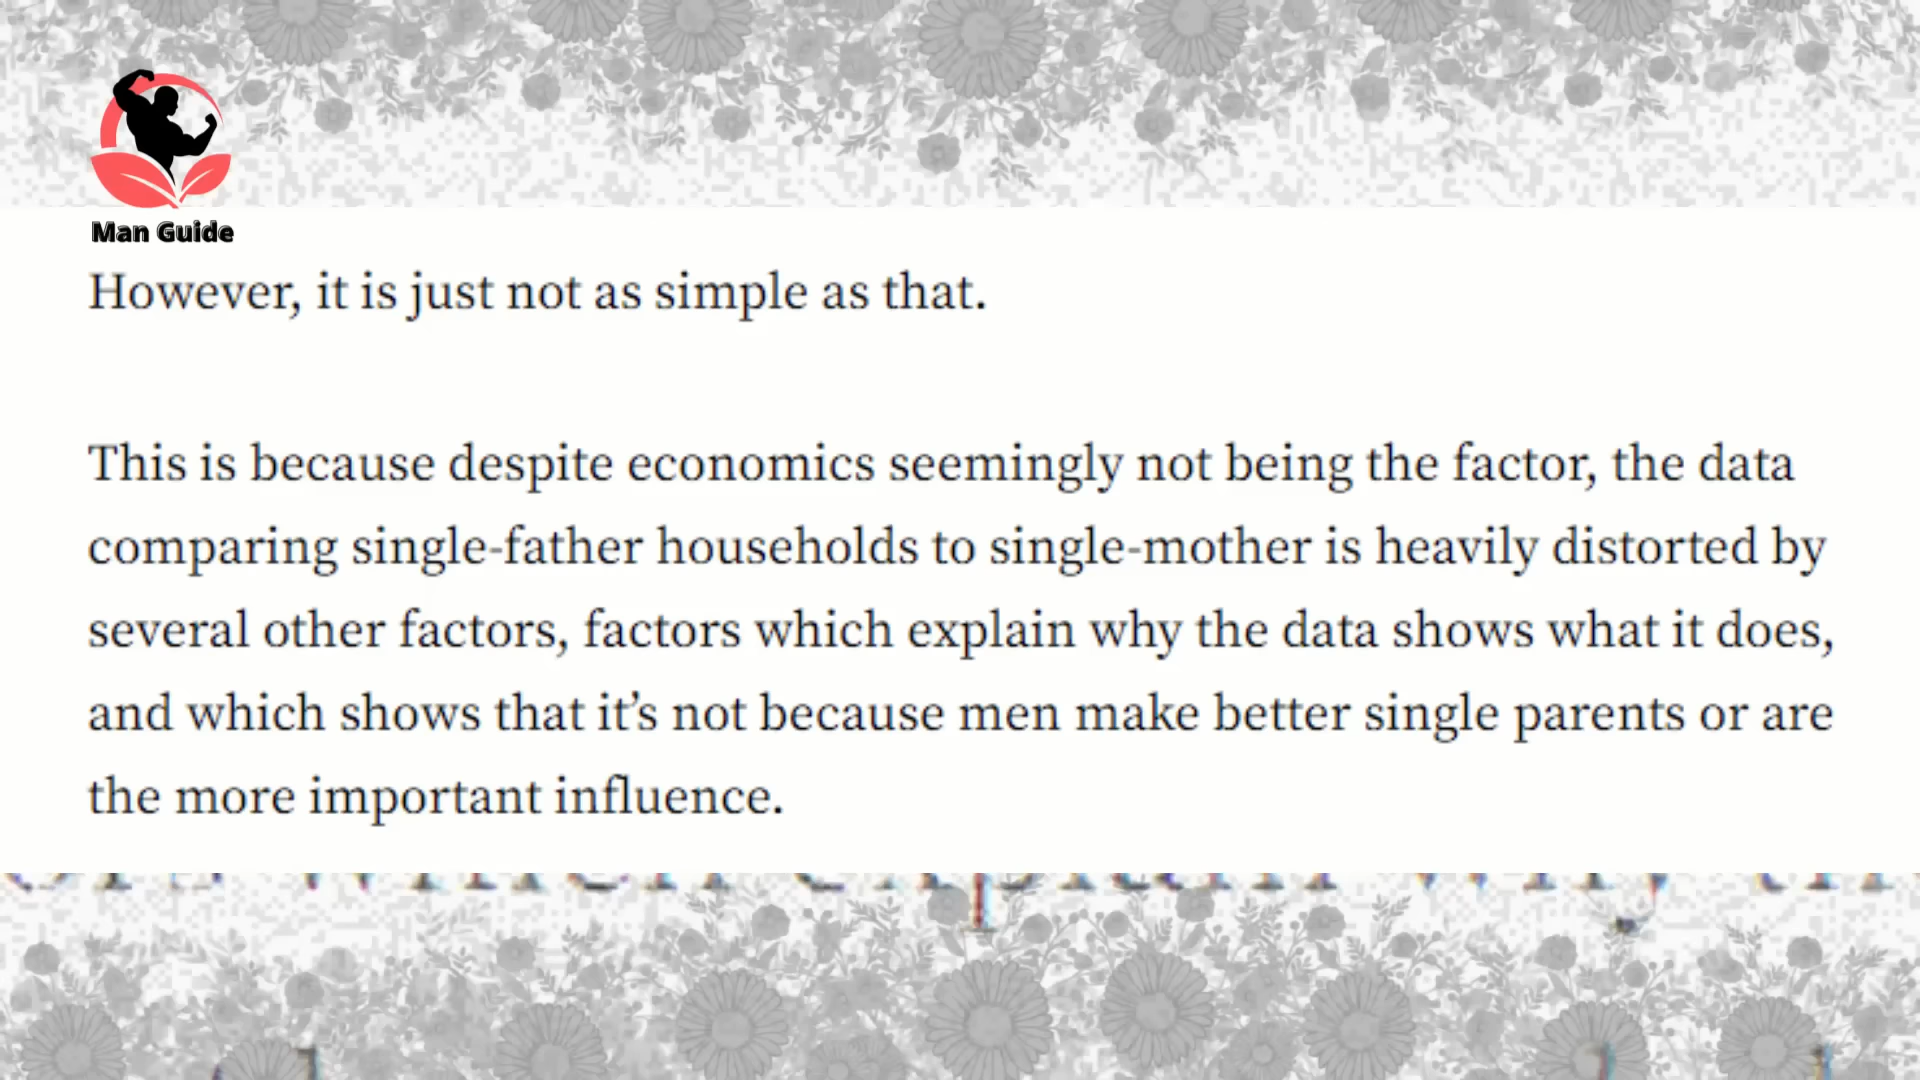 Man Guide
However, it is just not as simple as that.
This is because despite economics seemingly not being the factor, the data
comparing single-father households to single-mother is heavily distorted by
several other factors, factors which explain why the data shows what it does,
and which shows that it’s not because men make better single parents or are
the more important influence.